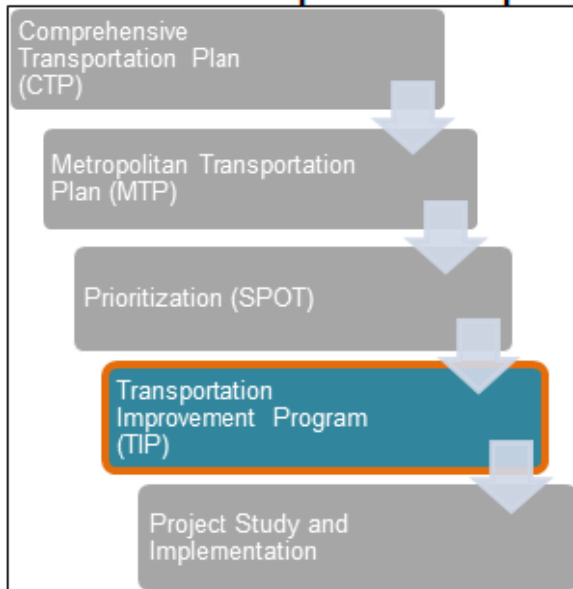 Comprehensive
Transportation Plan
(CTP)
Metropolitan Transportation
Plan (MTP)
Prioritization (SPOT)
Transportation
Improvement Program
(TIP)
Project Study and
Implementation